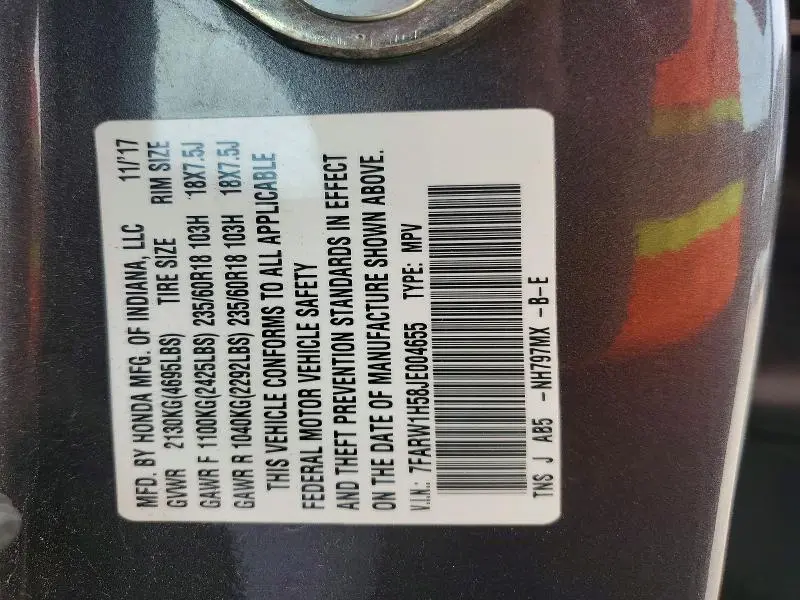 MFD. BY HONDA MFG. OF INDIANA, LLC 11/'17
GVWR 2130KG(4695LBS) TIRE SIZE RIM SIZE
GAWR F 1100KG(2425LBS) 235/60R18 103H 18X7.5J
GAWR R 1040KG(2292LBS) 235/60R18 103H 18X7.5J
THIS VEHICLE CONFORMS TO ALL APPLICABLE
FEDERAL MOTOR VEHICLE SAFETY
AND THEFT PREVENTION STANDARDS IN EFFECT
ON THE DATE OF MANUFACTURE SHOWN ABOVE.
V.I.N.: 7FARW1H58JE004655 TYPE: MPV
TNS J AB5 -NH797MX -B-E